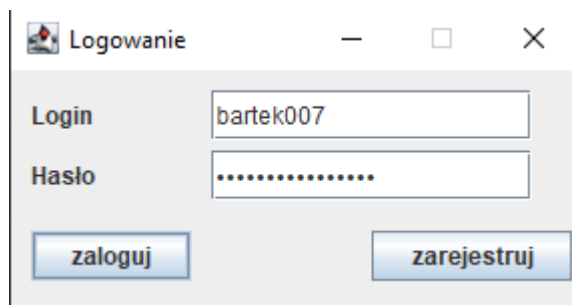 Logowanie
Login bartek007
Hasło ••••••••••••••••
zaloguj zarejestruj